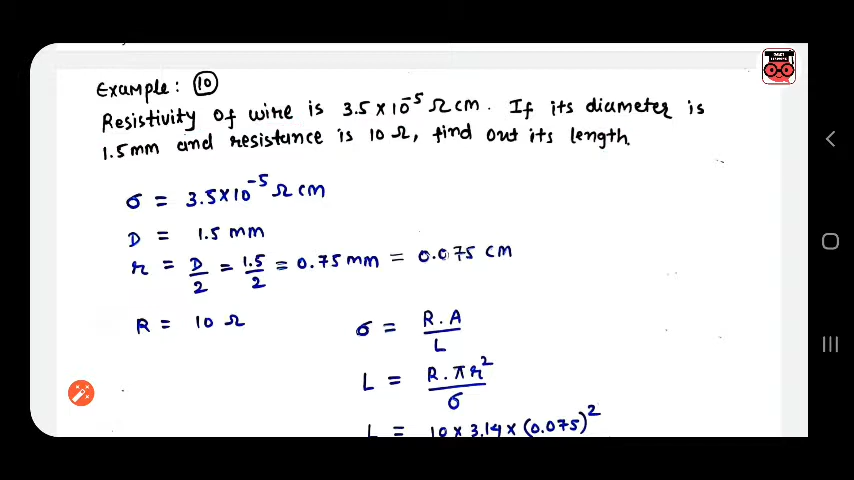 Example: 10
Resistivity of wire is 3.5 × 10⁻⁵ Ω cm. If its diameter is
1.5mm and resistance is 10 Ω, find out its length.
σ = 3.5×10⁻⁵ Ω cm
D = 1.5 mm
r = D/2 = 1.5/2 = 0.75 mm = 0.075 cm
R = 10 Ω
σ = R.A/L
L = R.πr²/σ
L = 10 × 3.14 × (0.075)²